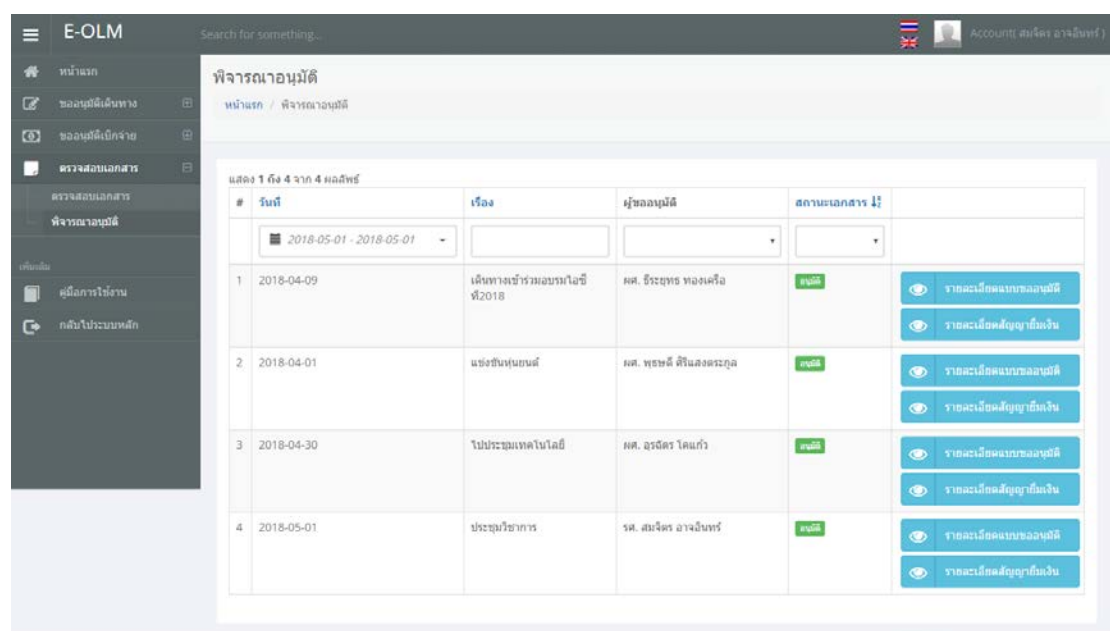 E-OLM
Search for something...
Account( สมจิตร อาจอินทร์ )
หน้าแรก
ขออนุมัติเดินทาง
ขออนุมัติเบิกจ่าย
ตรวจสอบเอกสาร
ตรวจสอบเอกสาร
พิจารณาอนุมัติ
เพิ่มเติม
คู่มือการใช้งาน
กลับไประบบหลัก
พิจารณาอนุมัติ
หน้าแรก / พิจารณาอนุมัติ
แสดง 1 ถึง 4 จาก 4 ผลลัพธ์
# วันที่ เรื่อง ผู้ขออนุมัติ สถานะเอกสาร
2018-05-01 - 2018-05-01
1 2018-04-09 เดินทางเข้าร่วมอบรมไอซี ผศ. ธีระยุทธ ทองเครือ อนุมัติ รายละเอียดแบบขออนุมัติ
ที2018
รายละเอียดสัญญายืมเงิน
2 2018-04-01 แข่งขันหุ่นยนต์ ผศ. พุธษดี ศิริแสงตระกูล อนุมัติ รายละเอียดแบบขออนุมัติ
รายละเอียดสัญญายืมเงิน
3 2018-04-30 ไปประชุมเทคโนโลยี ผศ. อุรฉัตร โคแก้ว อนุมัติ รายละเอียดแบบขออนุมัติ
รายละเอียดสัญญายืมเงิน
4 2018-05-01 ประชุมวิชาการ รศ. สมจิตร อาจอินทร์ อนุมัติ รายละเอียดแบบขออนุมัติ
รายละเอียดสัญญายืมเงิน